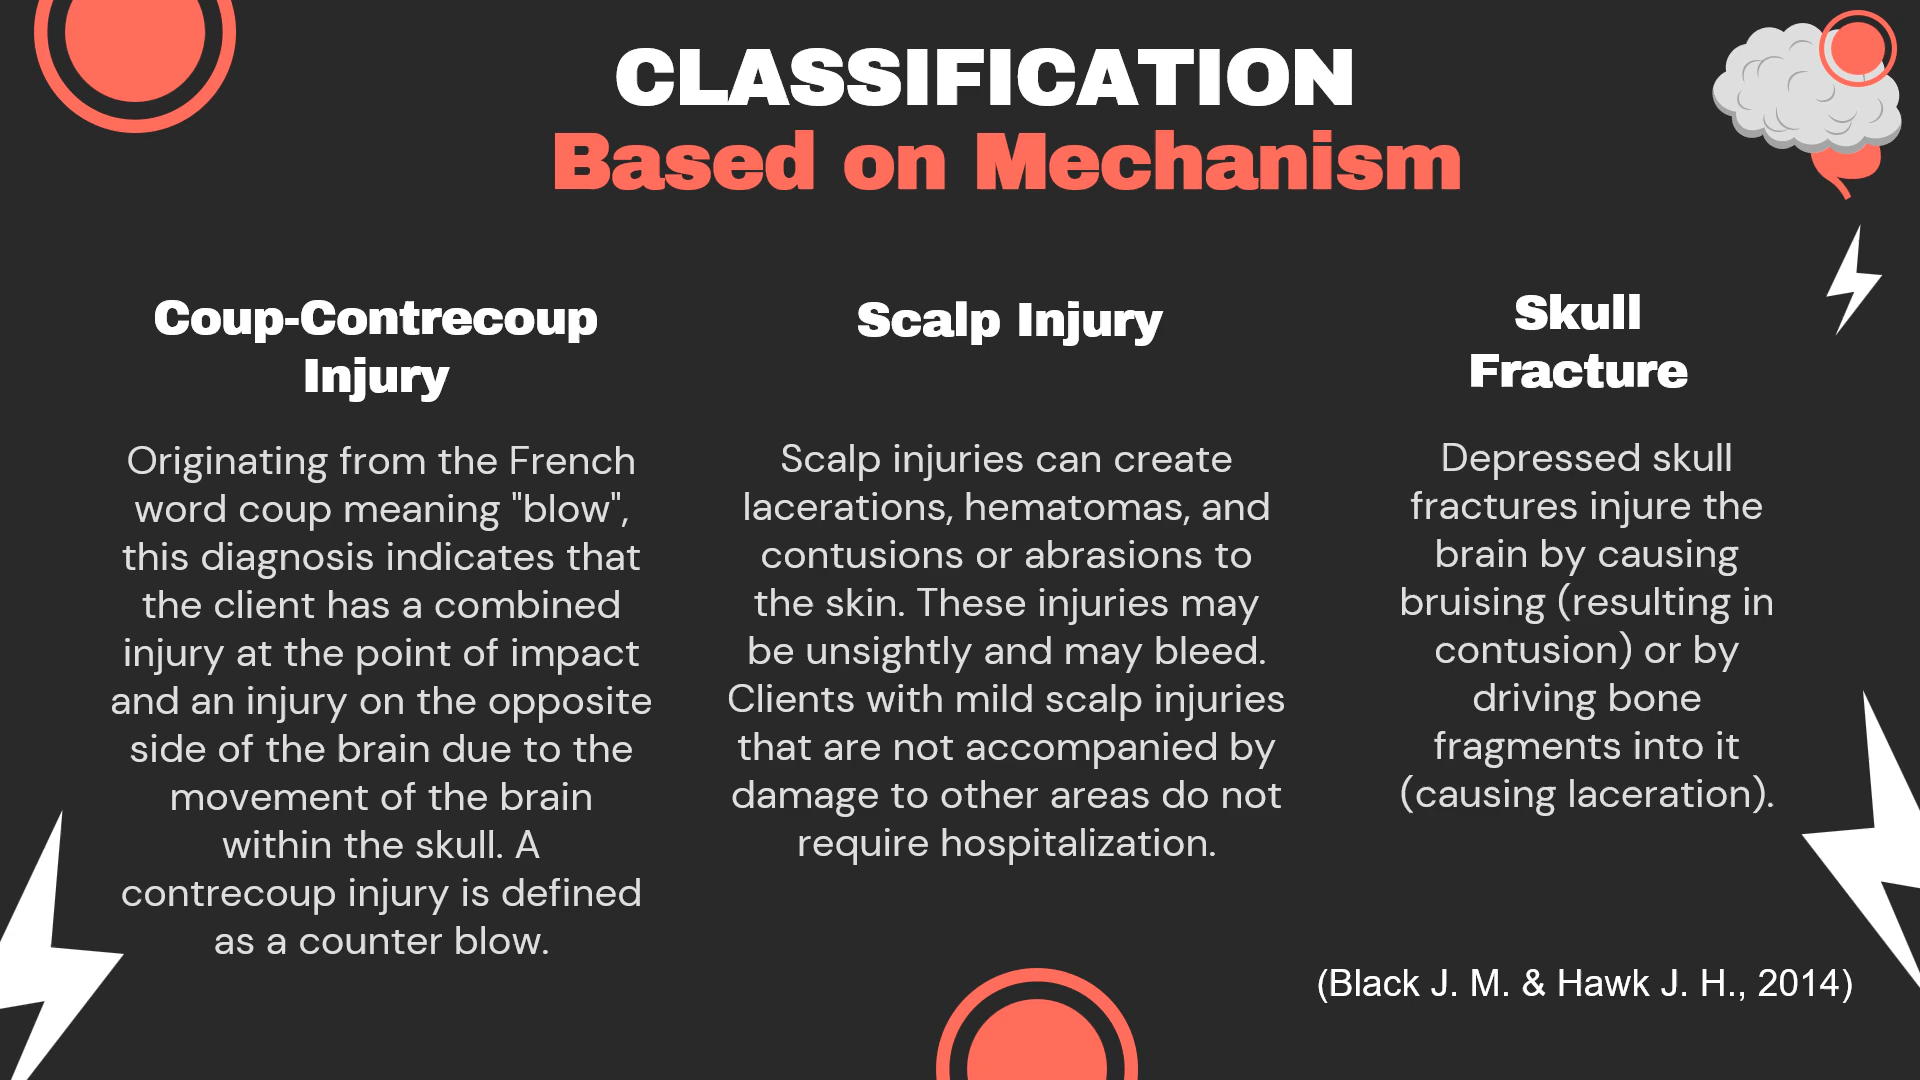 CLASSIFICATION
Based on Mechanism
Coup-Contrecoup
Injury
Originating from the French
word coup meaning "blow",
this diagnosis indicates that
the client has a combined
injury at the point of impact
and an injury on the opposite
side of the brain due to the
movement of the brain
within the skull. A
contrecoup injury is defined
as a counter blow.
Scalp Injury
Scalp injuries can create
lacerations, hematomas, and
contusions or abrasions to
the skin. These injuries may
be unsightly and may bleed.
Clients with mild scalp injuries
that are not accompanied by
damage to other areas do not
require hospitalization.
Skull
Fracture
Depressed skull
fractures injure the
brain by causing
bruising (resulting in
contusion) or by
driving bone
fragments into it
(causing laceration).
(Black J. M. & Hawk J. H., 2014)